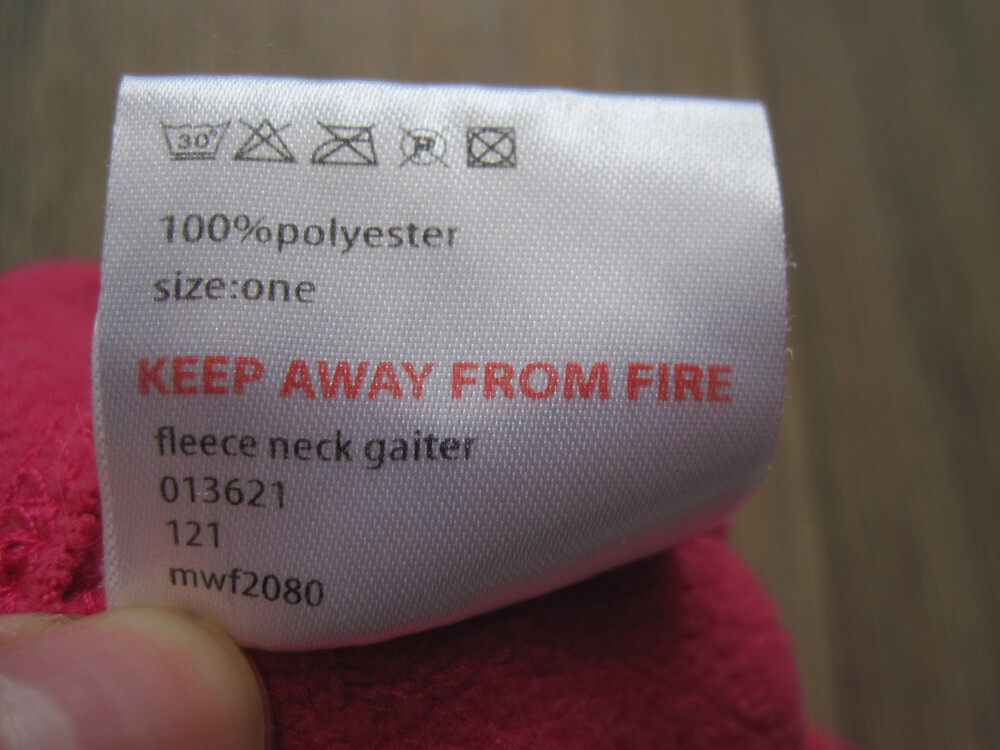 30°
P
100%polyester
size:one
KEEP AWAY FROM FIRE
fleece neck gaiter
013621
121
mwf2080